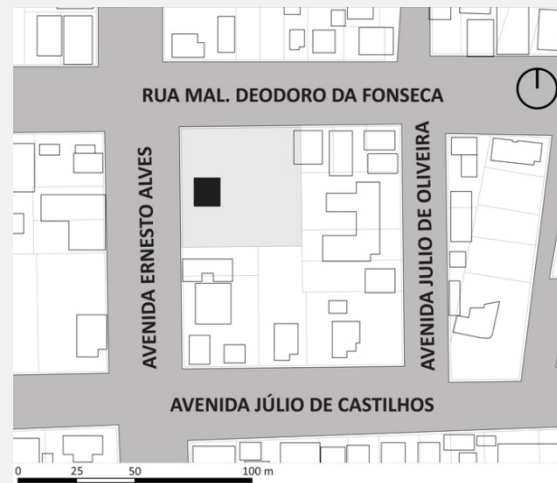 RUA MAL. DEODORO DA FONSECA
AVENIDA ERNESTO ALVES
AVENIDA JULIO DE OLIVEIRA
AVENIDA JÚLIO DE CASTILHOS
0 25 50 100 m